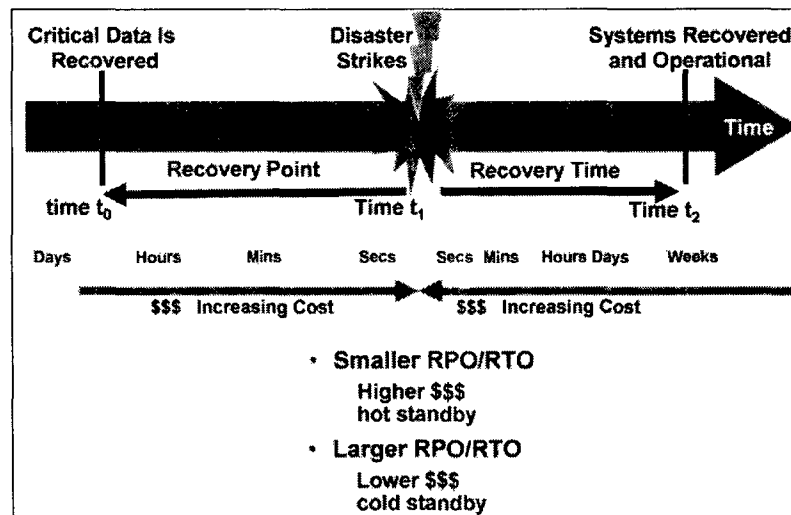 Critical Data Is
Recovered
Disaster
Strikes
Systems Recovered
and Operational
Time
Recovery Point
Recovery Time
time t₀
Time t₁
Time t₂
Days Hours Mins Secs Secs Mins Hours Days Weeks
$$$ Increasing Cost $$$ Increasing Cost
• Smaller RPO/RTO
Higher $$$
hot standby
• Larger RPO/RTO
Lower $$$
cold standby